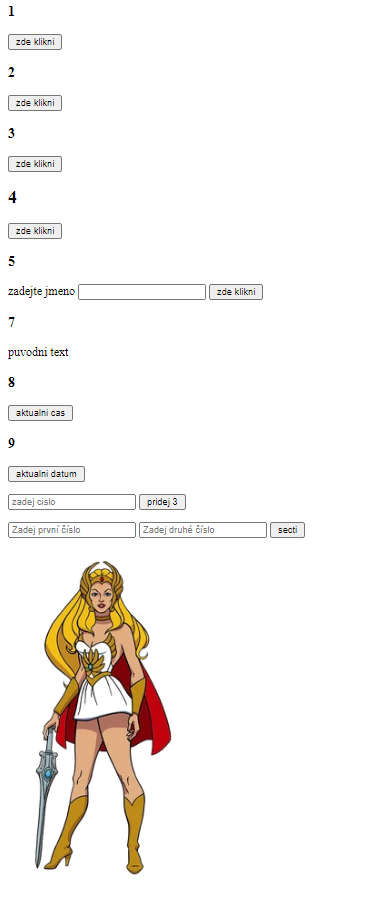 1
zde klikni
2
zde klikni
3
zde klikni
4
zde klikni
5
zadejte jmeno zde klikni
7
puvodni text
8
aktualni cas
9
aktualni datum
zadej cislo pridej 3
Zadej první číslo Zadej druhé číslo secti